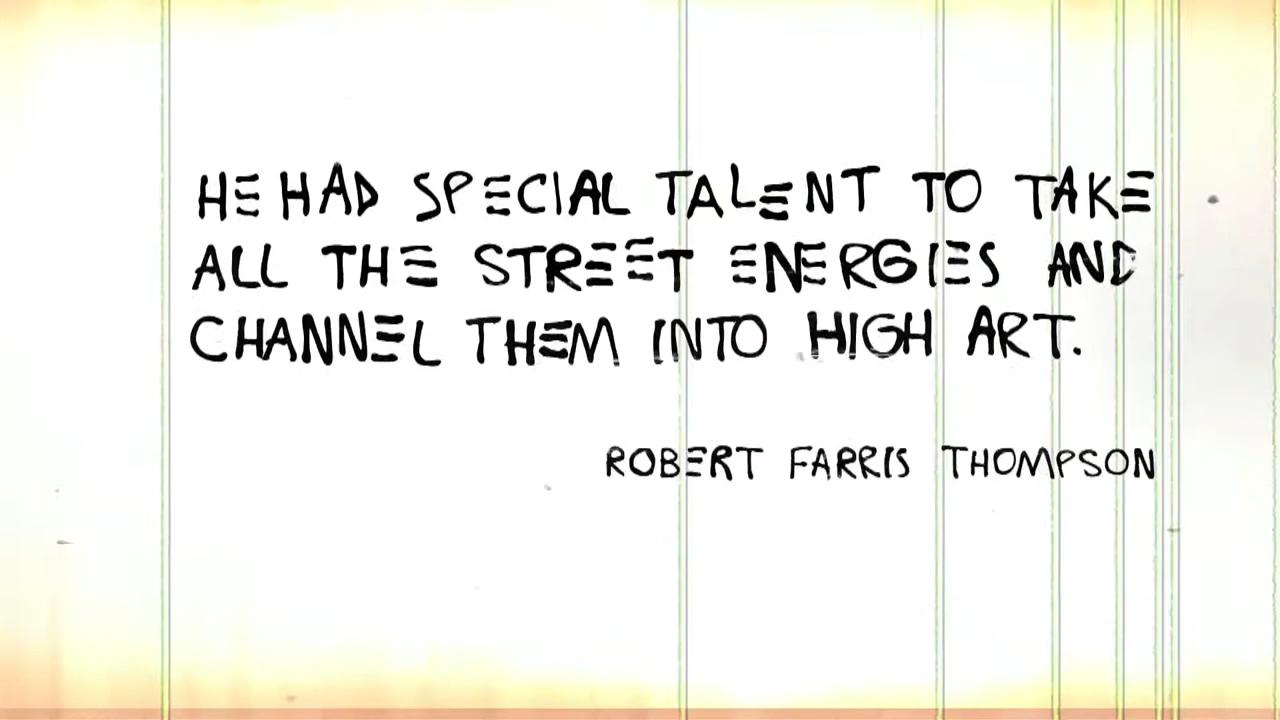 HE HAD SPECIAL TALENT TO TAKE
ALL THE STREET ENERGIES AND
CHANNEL THEM INTO HIGH ART.
ROBERT FARRIS THOMPSON